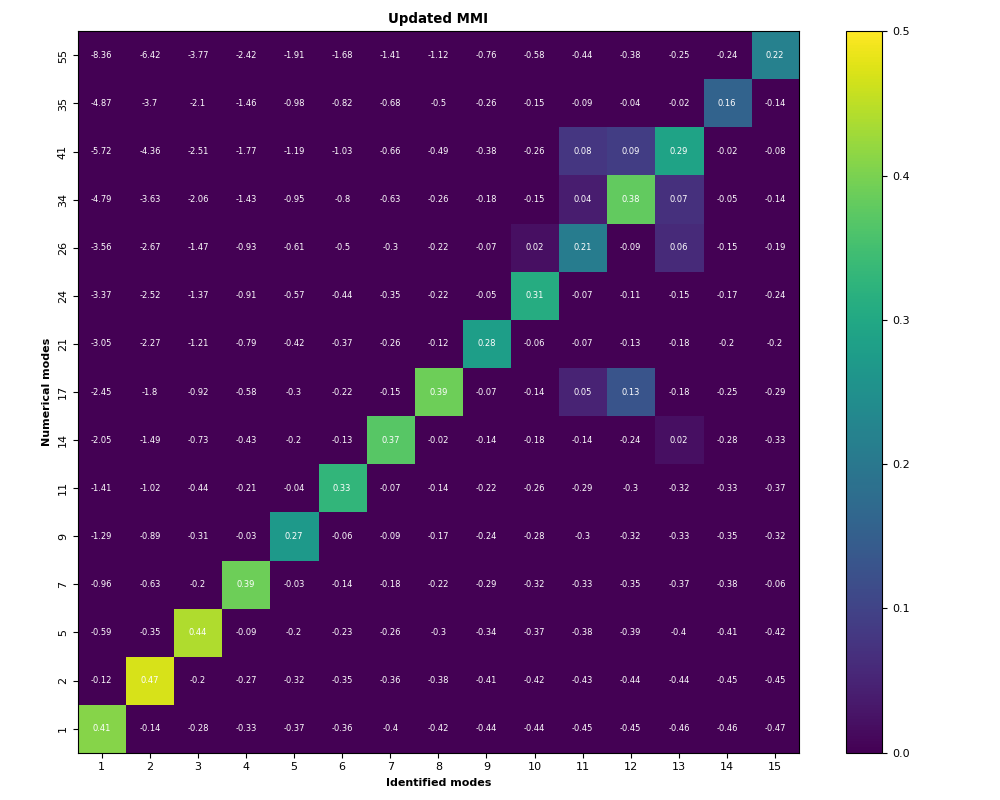 Updated MMI
55 -8.36 -6.42 -3.77 -2.42 -1.91 -1.68 -1.41 -1.12 -0.76 -0.58 -0.44 -0.38 -0.25 -0.24 0.22
35 -4.87 -3.7 -2.1 -1.46 -0.98 -0.82 -0.68 -0.5 -0.26 -0.15 -0.09 -0.04 -0.02 0.16 -0.14
41 -5.72 -4.36 -2.51 -1.77 -1.19 -1.03 -0.66 -0.49 -0.38 -0.26 0.08 0.09 0.29 -0.02 -0.08
34 -4.79 -3.63 -2.06 -1.43 -0.95 -0.8 -0.63 -0.26 -0.18 -0.15 0.04 0.38 0.07 -0.05 -0.14
26 -3.56 -2.67 -1.47 -0.93 -0.61 -0.5 -0.3 -0.22 -0.07 0.02 0.21 -0.09 0.06 -0.15 -0.19
24 -3.37 -2.52 -1.37 -0.91 -0.57 -0.44 -0.35 -0.22 -0.05 0.31 -0.07 -0.11 -0.15 -0.17 -0.24
21 -3.05 -2.27 -1.21 -0.79 -0.42 -0.37 -0.26 -0.12 0.28 -0.06 -0.07 -0.13 -0.18 -0.2 -0.2
17 -2.45 -1.8 -0.92 -0.58 -0.3 -0.22 -0.15 0.39 -0.07 -0.14 0.05 0.13 -0.18 -0.25 -0.29
14 -2.05 -1.49 -0.73 -0.43 -0.2 -0.13 0.37 -0.02 -0.14 -0.18 -0.14 -0.24 0.02 -0.28 -0.33
11 -1.41 -1.02 -0.44 -0.21 -0.04 0.33 -0.07 -0.14 -0.22 -0.26 -0.29 -0.3 -0.32 -0.33 -0.37
9 -1.29 -0.89 -0.31 -0.03 0.27 -0.06 -0.09 -0.17 -0.24 -0.28 -0.3 -0.32 -0.33 -0.35 -0.32
7 -0.96 -0.63 -0.2 0.39 -0.03 -0.14 -0.18 -0.22 -0.29 -0.32 -0.33 -0.35 -0.37 -0.38 -0.06
5 -0.59 -0.35 0.44 -0.09 -0.2 -0.23 -0.26 -0.3 -0.34 -0.37 -0.38 -0.39 -0.4 -0.41 -0.42
2 -0.12 0.47 -0.2 -0.27 -0.32 -0.35 -0.36 -0.38 -0.41 -0.42 -0.43 -0.44 -0.44 -0.45 -0.45
1 0.41 -0.14 -0.28 -0.33 -0.37 -0.36 -0.4 -0.42 -0.44 -0.44 -0.45 -0.45 -0.46 -0.46 -0.47
1 2 3 4 5 6 7 8 9 10 11 12 13 14 15
Identified modes
Numerical modes
0.5
0.4
0.3
0.2
0.1
0.0